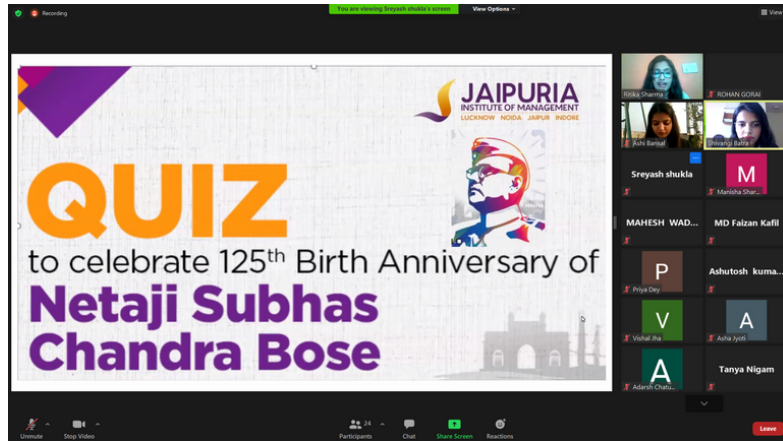 Recording
You are viewing Sreyash shukla's screen
View Options
View
JAIPURIA
INSTITUTE OF MANAGEMENT
LUCKNOW NOIDA JAIPUR INDORE
QUIZ
to celebrate 125th Birth Anniversary of
Netaji Subhas
Chandra Bose
Ritika Sharma
ROHAN GORAI
Ashi Bansal
Shivangi Batra
Sreyash shukla
M
Manisha Shar...
MAHESH WAD...
MD Faizan Kafil
P
Priya Dey
Ashutosh kuma...
V
Vishal Jha
A
Asha Jyoti
A
Adarsh Chatu...
Tanya Nigam
Unmute
Stop Video
24
Participants
Chat
Share Screen
Reactions
Leave